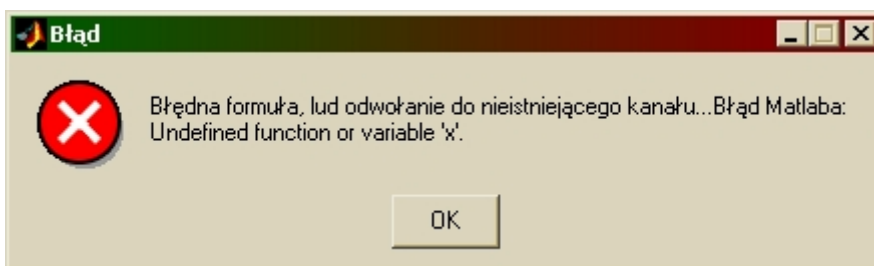 Błąd
Błędna formuła, lud odwołanie do nieistniejącego kanału...Błąd Matlaba:
Undefined function or variable 'x'.
OK